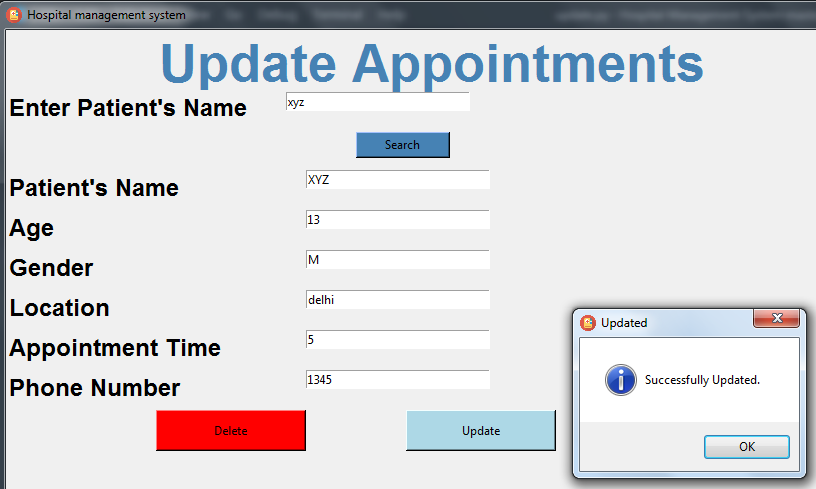 Hospital management system
Update Appointments
Enter Patient's Name xyz
Search
Patient's Name XYZ
Age 13
Gender M
Location delhi
Appointment Time 5
Phone Number 1345
Delete Update
Updated
Successfully Updated.
OK